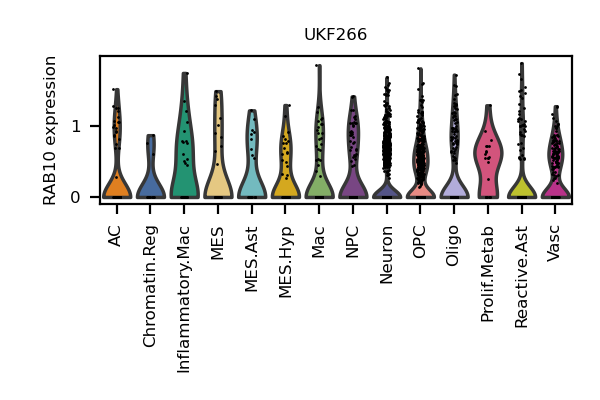 UKF266
RAB10 expression
1
0
AC
Chromatin.Reg
Inflammatory.Mac
MES
MES.Ast
MES.Hyp
Mac
NPC
Neuron
OPC
Oligo
Prolif.Metab
Reactive.Ast
Vasc